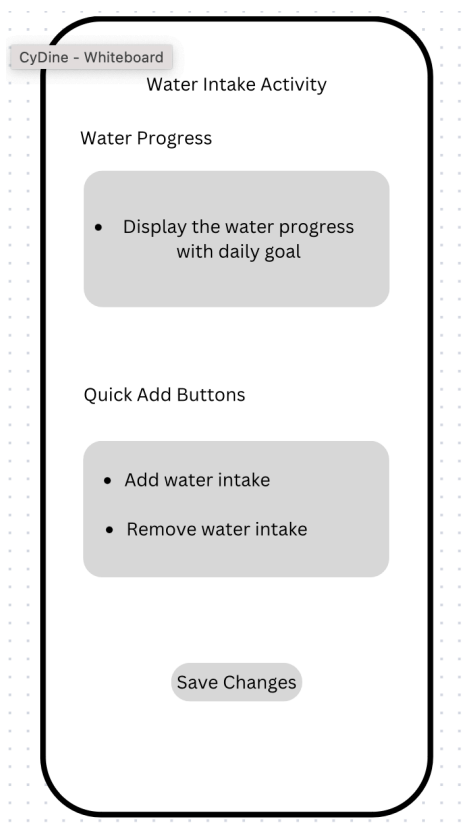 CyDine - Whiteboard
Water Intake Activity
Water Progress
• Display the water progress
with daily goal
Quick Add Buttons
• Add water intake
• Remove water intake
Save Changes